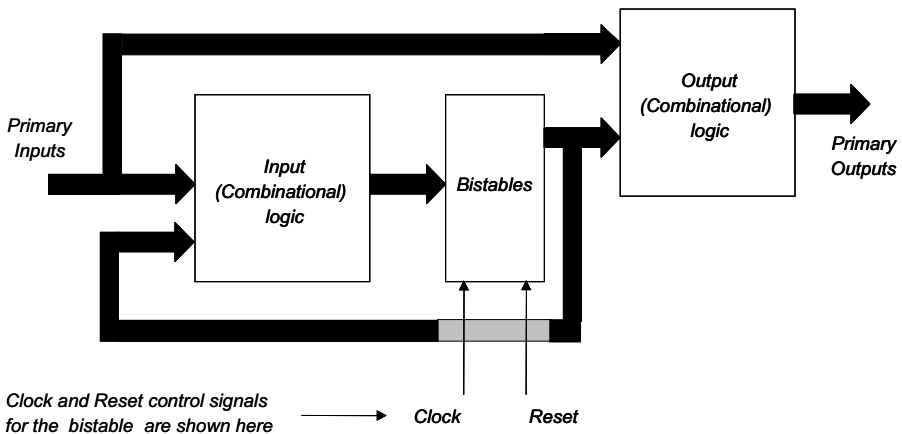 Primary
Inputs
Input
(Combinational)
logic
Bistables
Output
(Combinational)
logic
Primary
Outputs
Clock and Reset control signals
for the bistable are shown here
Clock
Reset